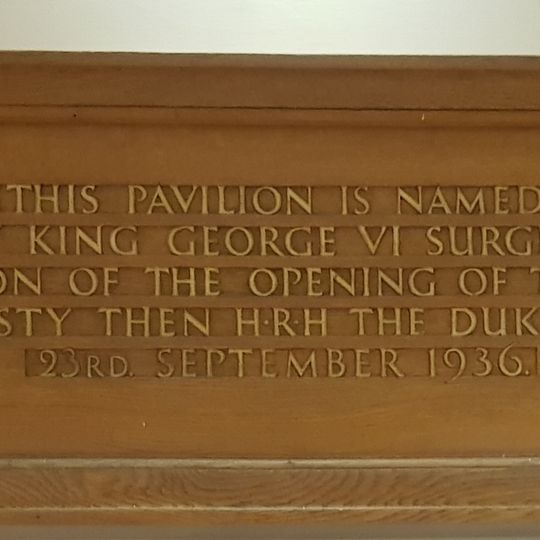 THIS PAVILION IS NAMED
KING GEORGE VI SURG
ON OF THE OPENING OF T
STY THEN H·R·H THE DUK
23RD. SEPTEMBER 1936.